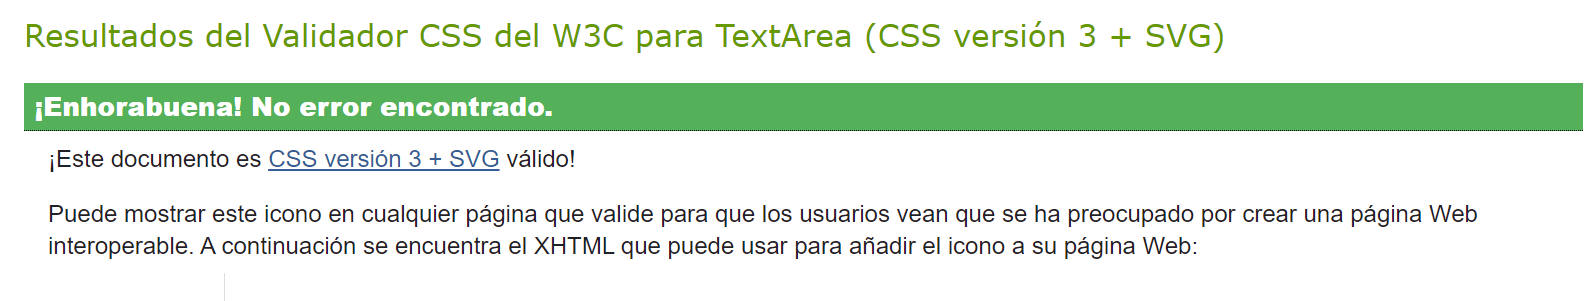 Resultados del Validador CSS del W3C para TextArea (CSS versión 3 + SVG)
¡Enhorabuena! No error encontrado.
¡Este documento es CSS versión 3 + SVG válido!
Puede mostrar este icono en cualquier página que valide para que los usuarios vean que se ha preocupado por crear una página Web
interoperable. A continuación se encuentra el XHTML que puede usar para añadir el icono a su página Web: